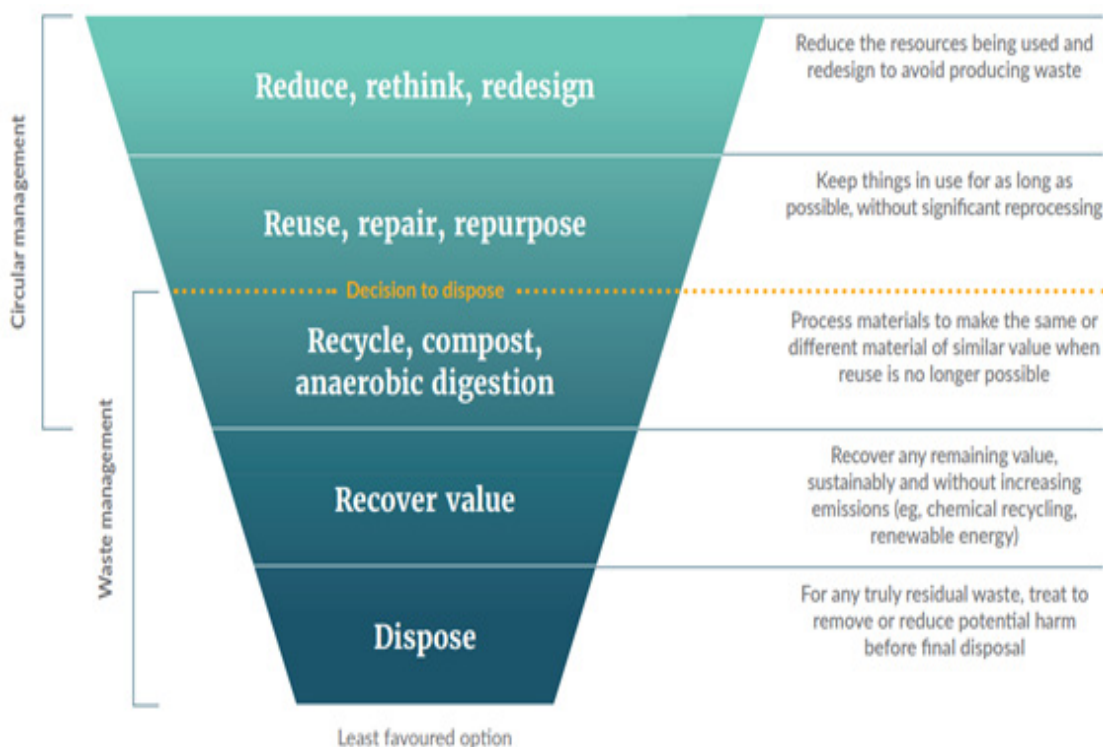 Circular management
Waste management
Reduce, rethink, redesign
Reduce the resources being used and
redesign to avoid producing waste
Reuse, repair, repurpose
Keep things in use for as long as
possible, without significant reprocessing
Decision to dispose
Recycle, compost,
anaerobic digestion
Process materials to make the same or
different material of similar value when
reuse is no longer possible
Recover value
Recover any remaining value,
sustainably and without increasing
emissions (eg, chemical recycling,
renewable energy)
Dispose
For any truly residual waste, treat to
remove or reduce potential harm
before final disposal
Least favoured option